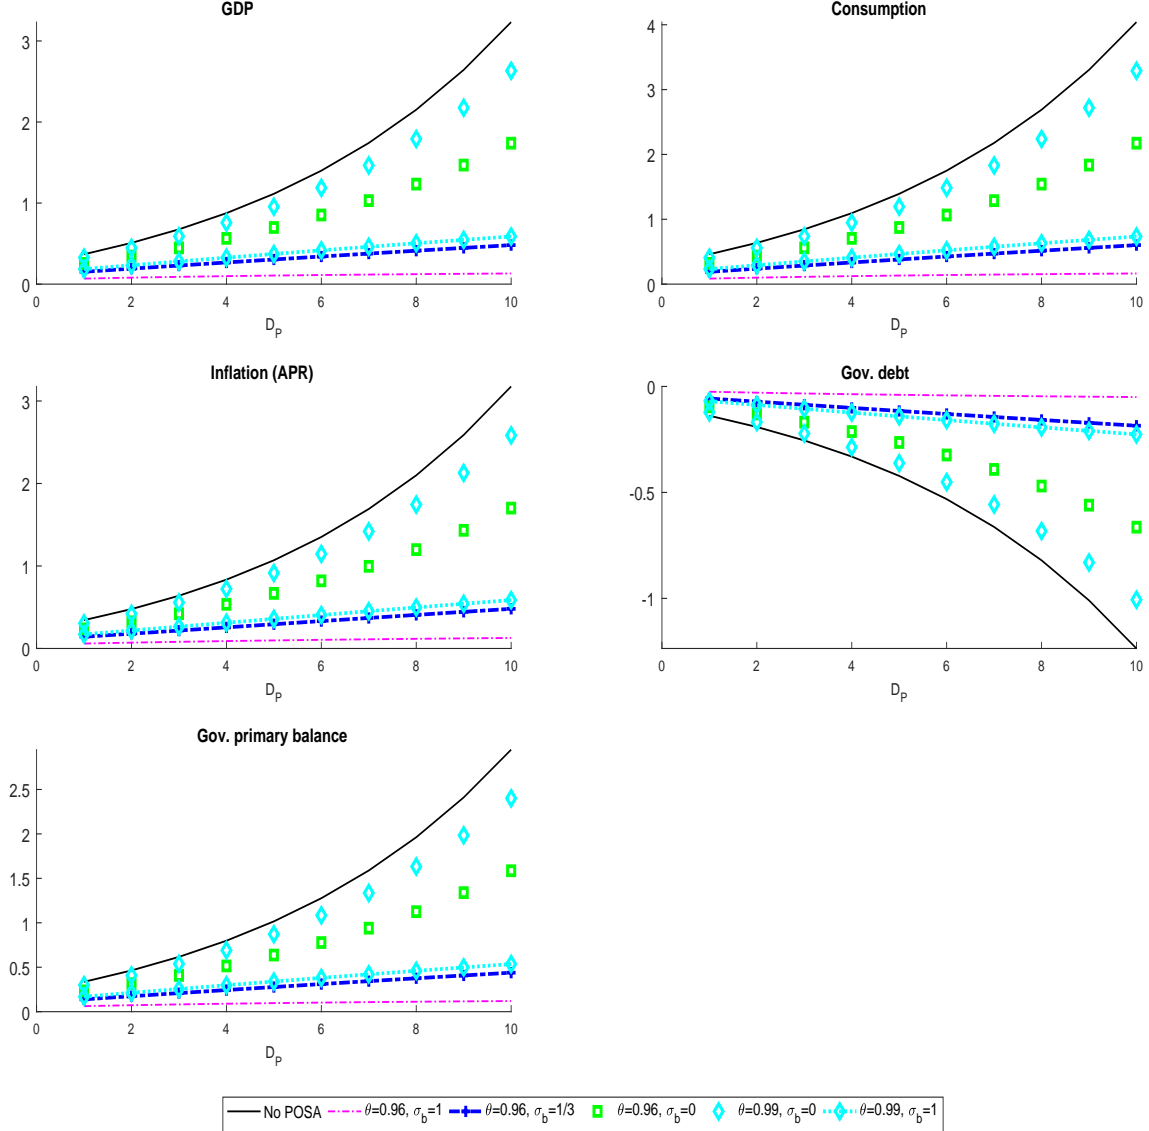 GDP
3
2
1
0
0 2 4 6 8 10
D_P
Consumption
4
3
2
1
0
0 2 4 6 8 10
D_P
Inflation (APR)
3
2
1
0
0 2 4 6 8 10
D_P
Gov. debt
0
-0.5
-1
0 2 4 6 8 10
D_P
Gov. primary balance
2.5
2
1.5
1
0.5
0
0 2 4 6 8 10
D_P
No POSA θ=0.96, σ_b=1 θ=0.96, σ_b=1/3 θ=0.96, σ_b=0 θ=0.99, σ_b=0 θ=0.99, σ_b=1